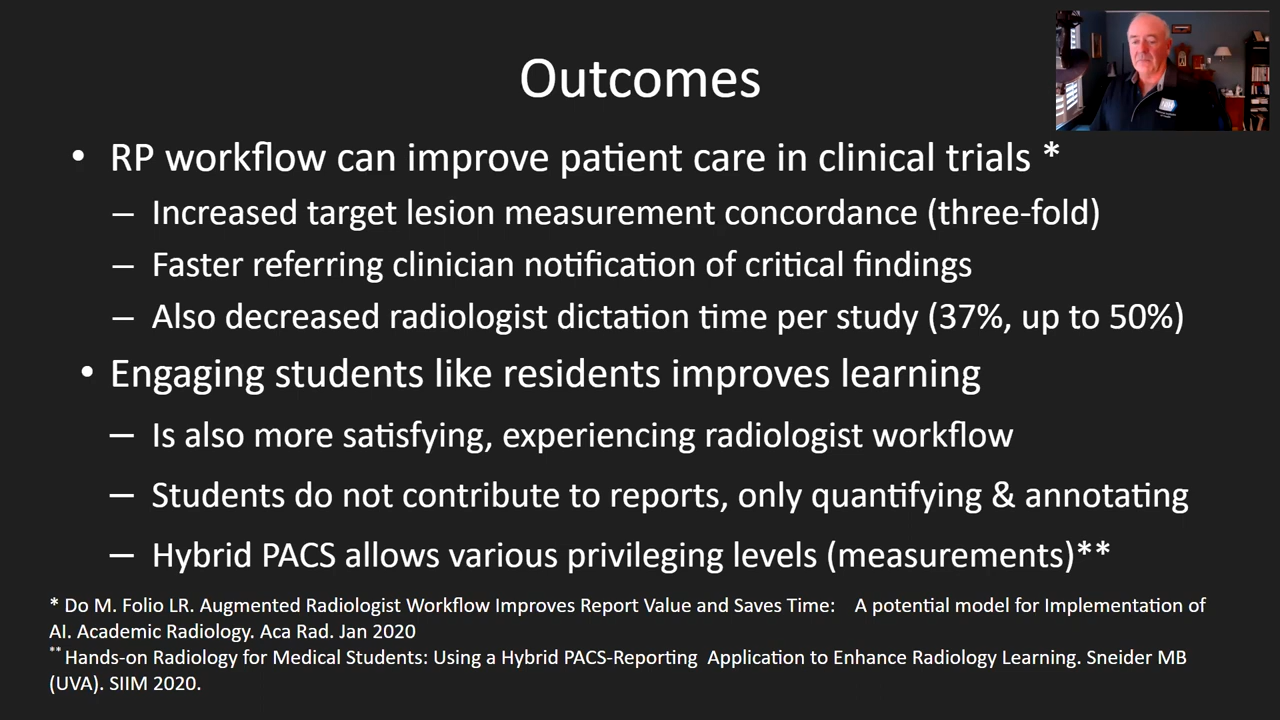 Outcomes
• RP workflow can improve patient care in clinical trials *
– Increased target lesion measurement concordance (three-fold)
– Faster referring clinician notification of critical findings
– Also decreased radiologist dictation time per study (37%, up to 50%)
• Engaging students like residents improves learning
– Is also more satisfying, experiencing radiologist workflow
– Students do not contribute to reports, only quantifying & annotating
– Hybrid PACS allows various privileging levels (measurements)**
* Do M. Folio LR. Augmented Radiologist Workflow Improves Report Value and Saves Time: A potential model for Implementation of
AI. Academic Radiology. Aca Rad. Jan 2020
** Hands-on Radiology for Medical Students: Using a Hybrid PACS-Reporting Application to Enhance Radiology Learning. Sneider MB
(UVA). SIIM 2020.
NIH